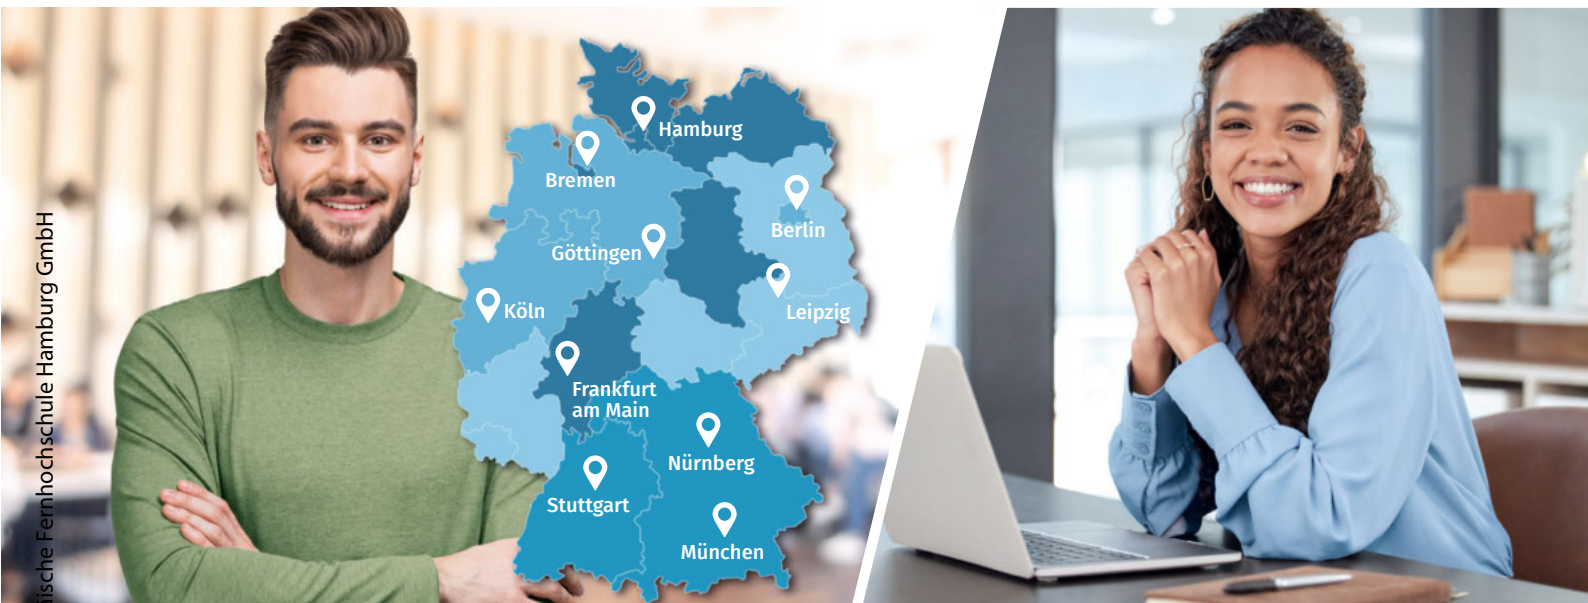 Hamburg
Bremen
Berlin
Göttingen
Leipzig
Köln
Frankfurt
am Main
Nürnberg
Stuttgart
München
Fernhochschule Hamburg GmbH